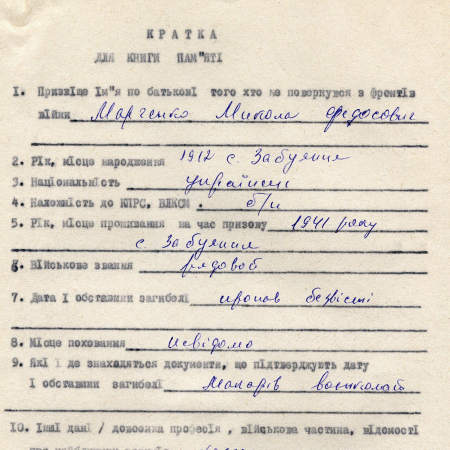 КРАТКА
ДЛЯ КНИГИ ПАМ"ЯТІ
I. Призвіще Ім"я по батькові того хто не повернувся з фронтів
війни Марченко Микола Федосович
2. Рік, місце народження 1912 с. Забуяння
3. Національність українець
4. Належність до КПРС, ВЛКСМ . б/п
5. Рік, місце проживання на час призову 1941 року
с. Забуяння
6. Військове звання рядовой
7. Дата і обставини загибелі пропав безвісті
8. Місце поховання невідомо
9. Які і де знаходяться документи, що підтверджують дату
і обставини загибелі Макарів воєнкомат
10. Інші дані / довоєнна професія , військова частина, відомості